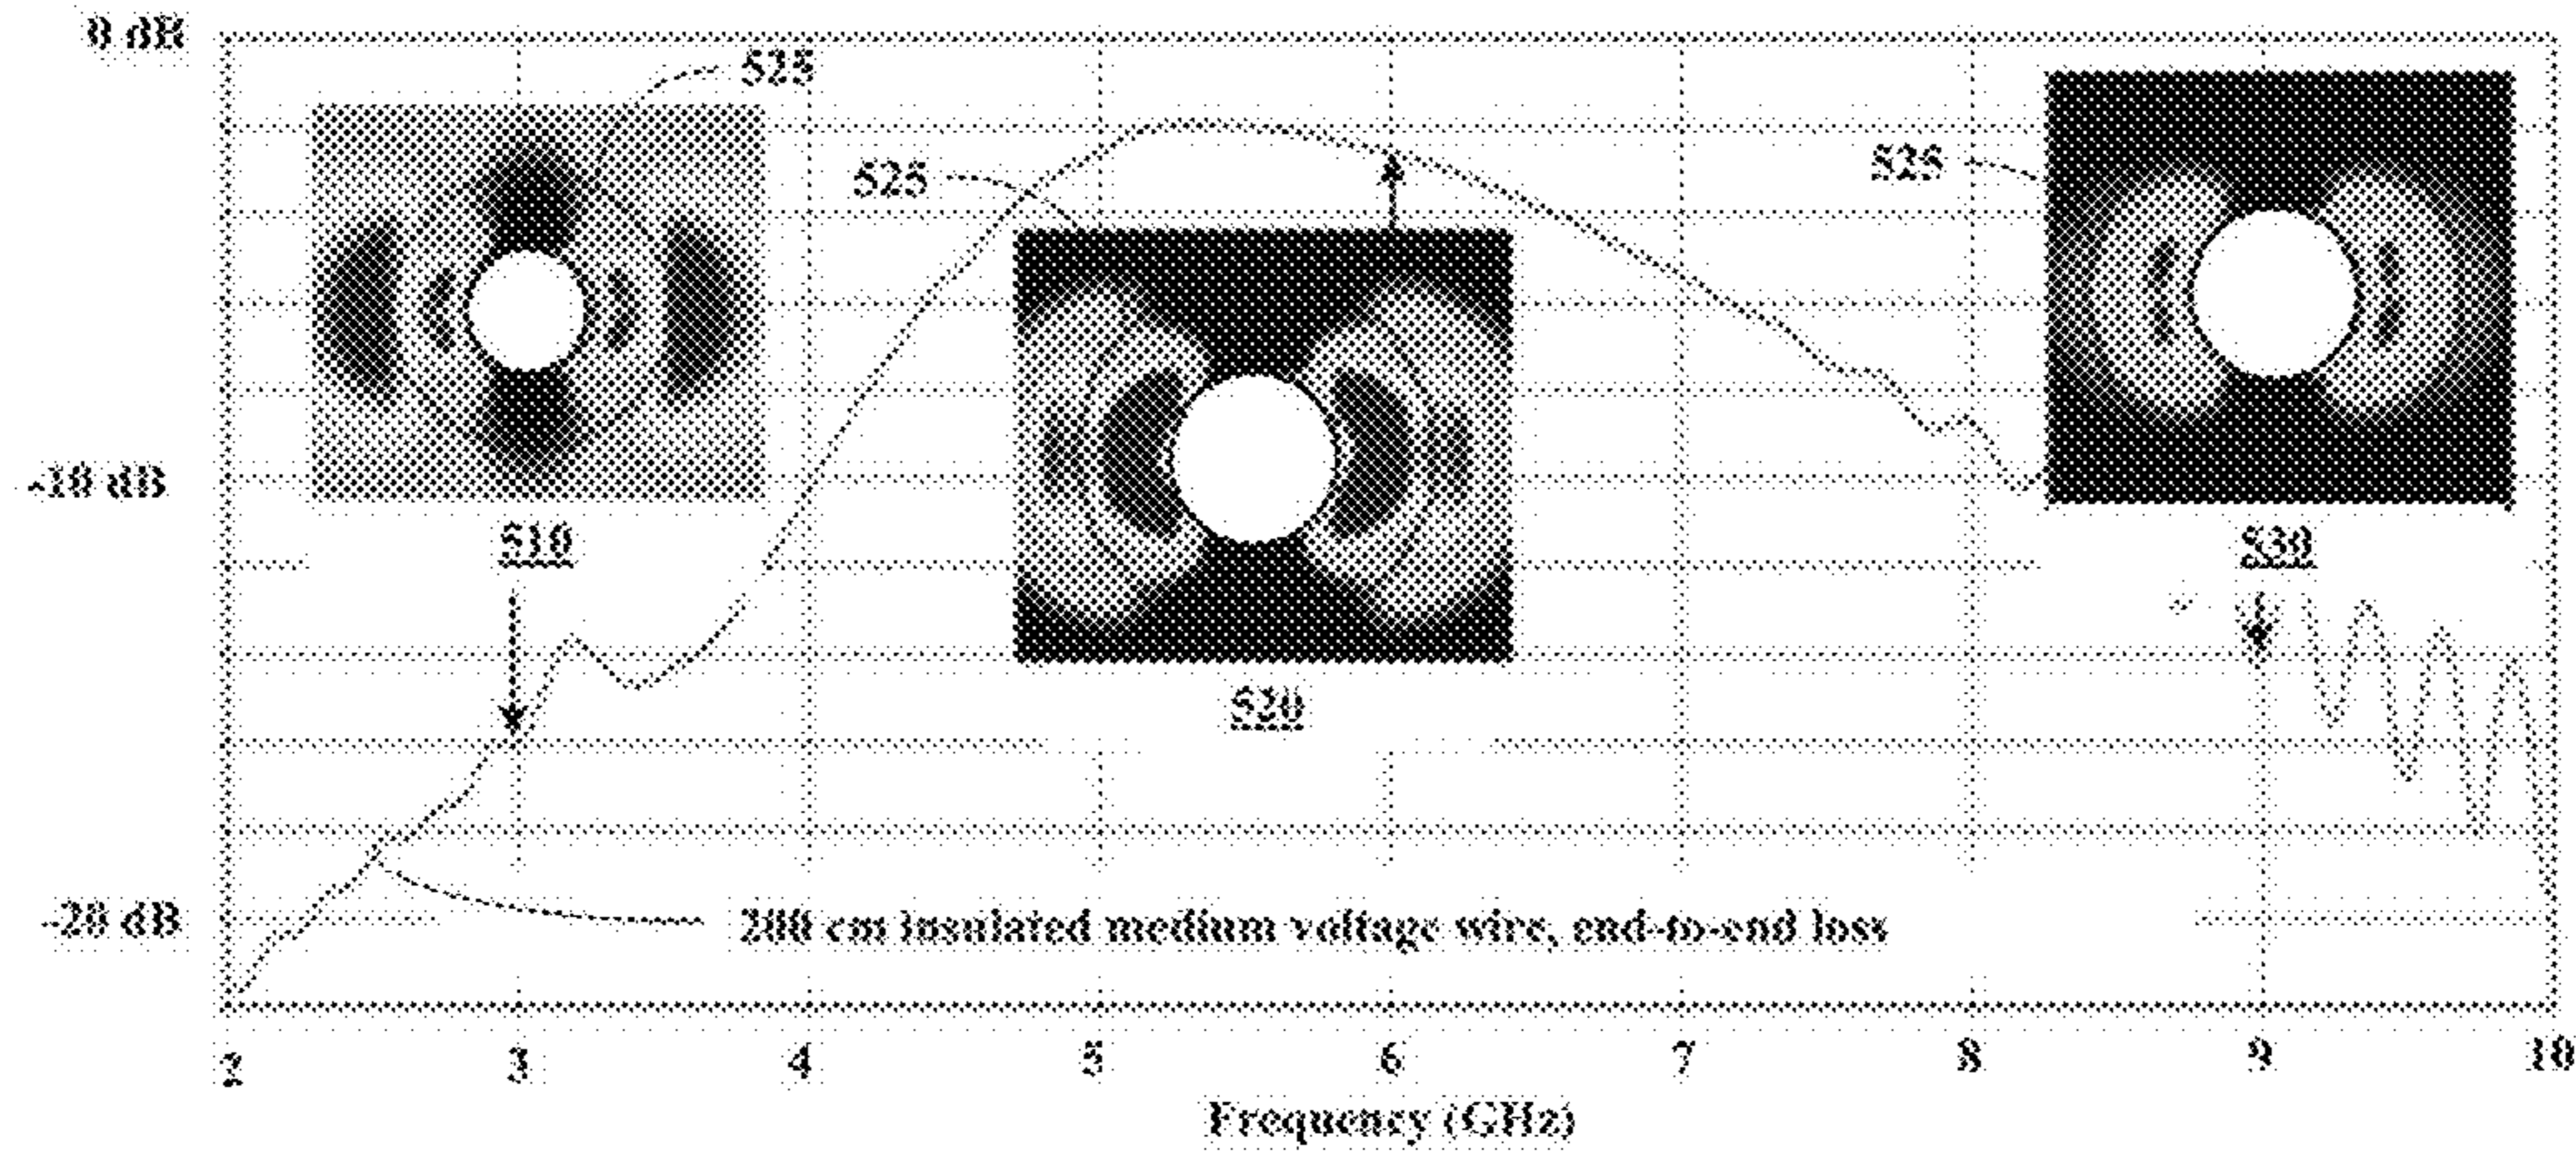 0 dB
525
525
525
-10 dB
510
530
520
-20 dB
200 cm insulated medium voltage wire, end-to-end loss
2 3 4 5 6 7 8 9 10
Frequency (GHz)